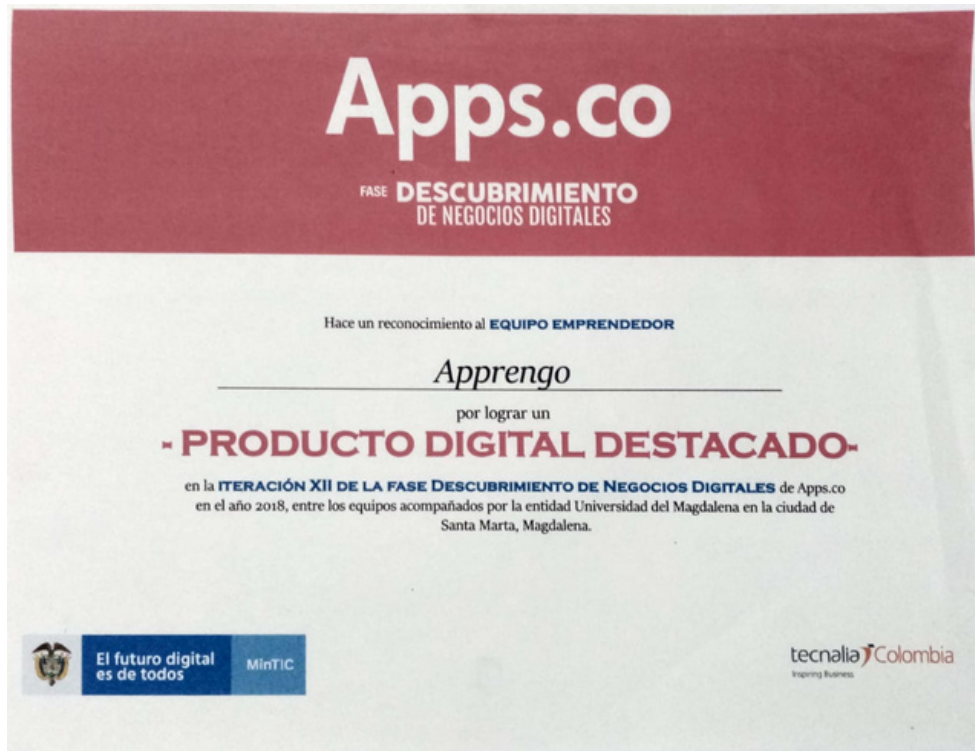 Apps.co
FASE DESCUBRIMIENTO
DE NEGOCIOS DIGITALES
Hace un reconocimiento al EQUIPO EMPRENDEDOR
Apprengo
por lograr un
- PRODUCTO DIGITAL DESTACADO-
en la ITERACIÓN XII DE LA FASE DESCUBRIMIENTO DE NEGOCIOS DIGITALES de Apps.co
en el año 2018, entre los equipos acompañados por la entidad Universidad del Magdalena en la ciudad de
Santa Marta, Magdalena.
El futuro digital
es de todos
MinTIC
tecnalia Colombia
Inspiring Business